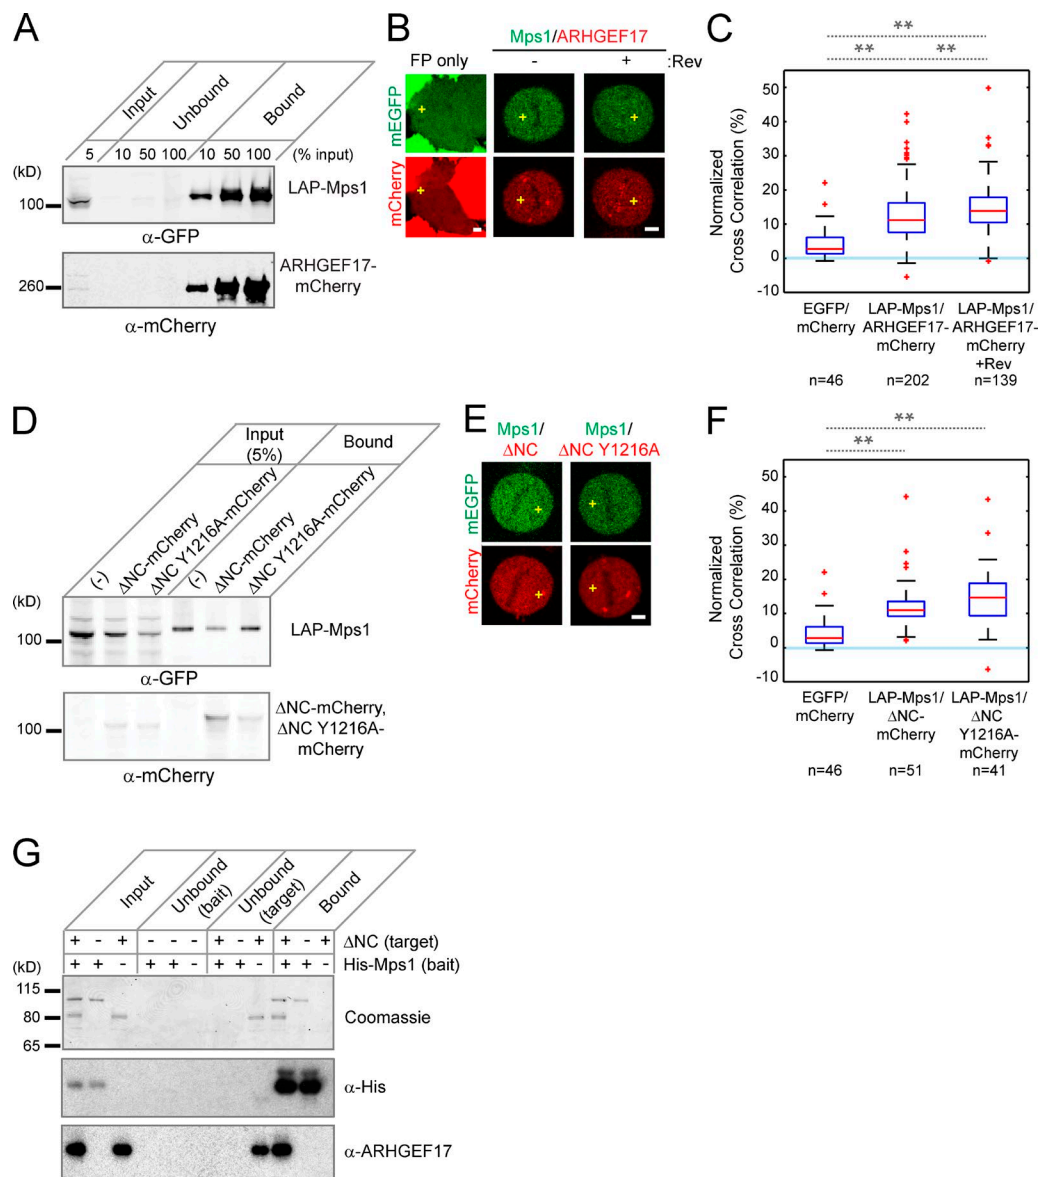 A
Input
Unbound
Bound
5 10 50 100 10 50 100 (% input)
(kD)
100
LAP-Mps1
α-GFP
260
ARHGEF17-
mCherry
α-mCherry
B
Mps1/ARHGEF17
FP only - + :Rev
mEGFP
mCherry
C
** 
** **
Normalized
Cross Correlation (%)
50
40
30
20
10
0
-10
EGFP/
mCherry
n=46
LAP-Mps1/
ARHGEF17-
mCherry
n=202
LAP-Mps1/
ARHGEF17-
mCherry
+Rev
n=139
D
Input
(5%)
Bound
(-)
ΔNC-mCherry
ΔNC Y1216A-mCherry
(-)
ΔNC-mCherry
ΔNC Y1216A-mCherry
(kD)
100
LAP-Mps1
α-GFP
100
ΔNC-mCherry,
ΔNC Y1216A-
mCherry
α-mCherry
E
Mps1/
ΔNC
Mps1/
ΔNC Y1216A
mEGFP
mCherry
F
**
**
Normalized
Cross Correlation (%)
50
40
30
20
10
0
-10
EGFP/
mCherry
n=46
LAP-Mps1/
ΔNC-
mCherry
n=51
LAP-Mps1/
ΔNC
Y1216A-
mCherry
n=41
G
Input
Unbound
(bait)
Unbound
(target)
Bound
+ - + - - - + - + + - + ΔNC (target)
+ + - + + - + + - + + - His-Mps1 (bait)
(kD)
115
80
65
Coomassie
α-His
α-ARHGEF17